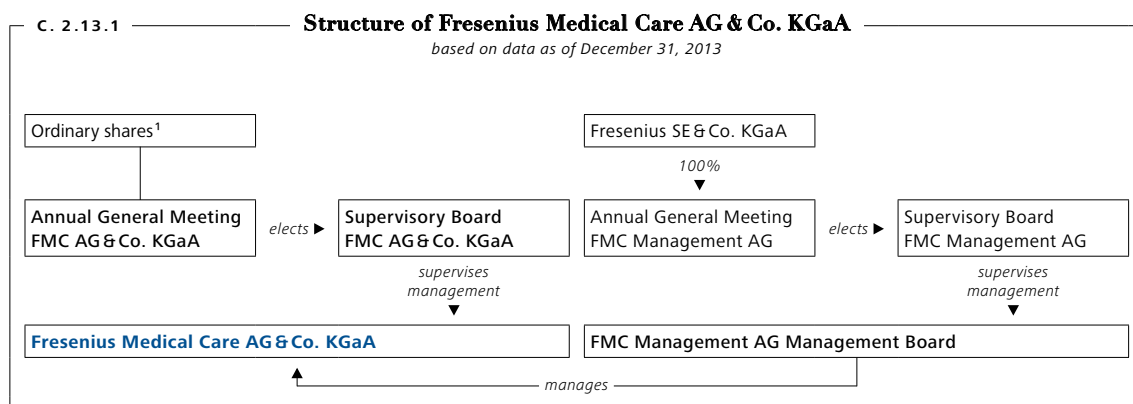 C. 2.13.1
Structure of Fresenius Medical Care AG & Co. KGaA
based on data as of December 31, 2013
Ordinary shares¹
Fresenius SE & Co. KGaA
100%
Annual General Meeting
FMC AG & Co. KGaA
elects ▶
Supervisory Board
FMC AG & Co. KGaA
Annual General Meeting
FMC Management AG
elects ▶
Supervisory Board
FMC Management AG
supervises
management
supervises
management
Fresenius Medical Care AG & Co. KGaA
FMC Management AG Management Board
manages